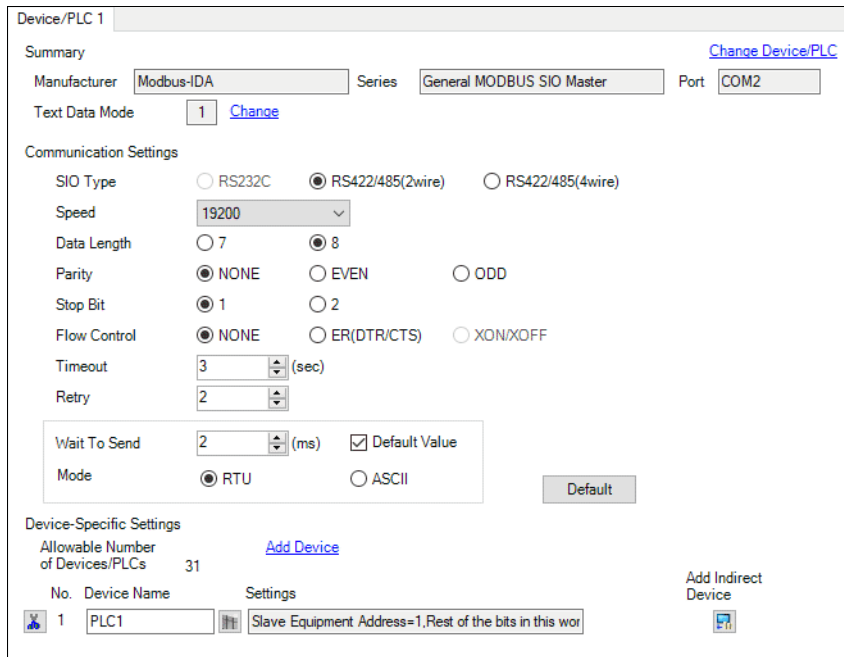 Device/PLC 1
Summary
Change Device/PLC
Manufacturer Modbus-IDA Series General MODBUS SIO Master Port COM2
Text Data Mode 1 Change
Communication Settings
SIO Type RS232C RS422/485(2wire) RS422/485(4wire)
Speed 19200
Data Length 7 8
Parity NONE EVEN ODD
Stop Bit 1 2
Flow Control NONE ER(DTR/CTS) XON/XOFF
Timeout 3 (sec)
Retry 2
Wait To Send 2 (ms) Default Value
Mode RTU ASCII
Default
Device-Specific Settings
Allowable Number
of Devices/PLCs 31
Add Device
Add Indirect
Device
No. Device Name Settings
1 PLC1 Slave Equipment Address=1,Rest of the bits in this wor